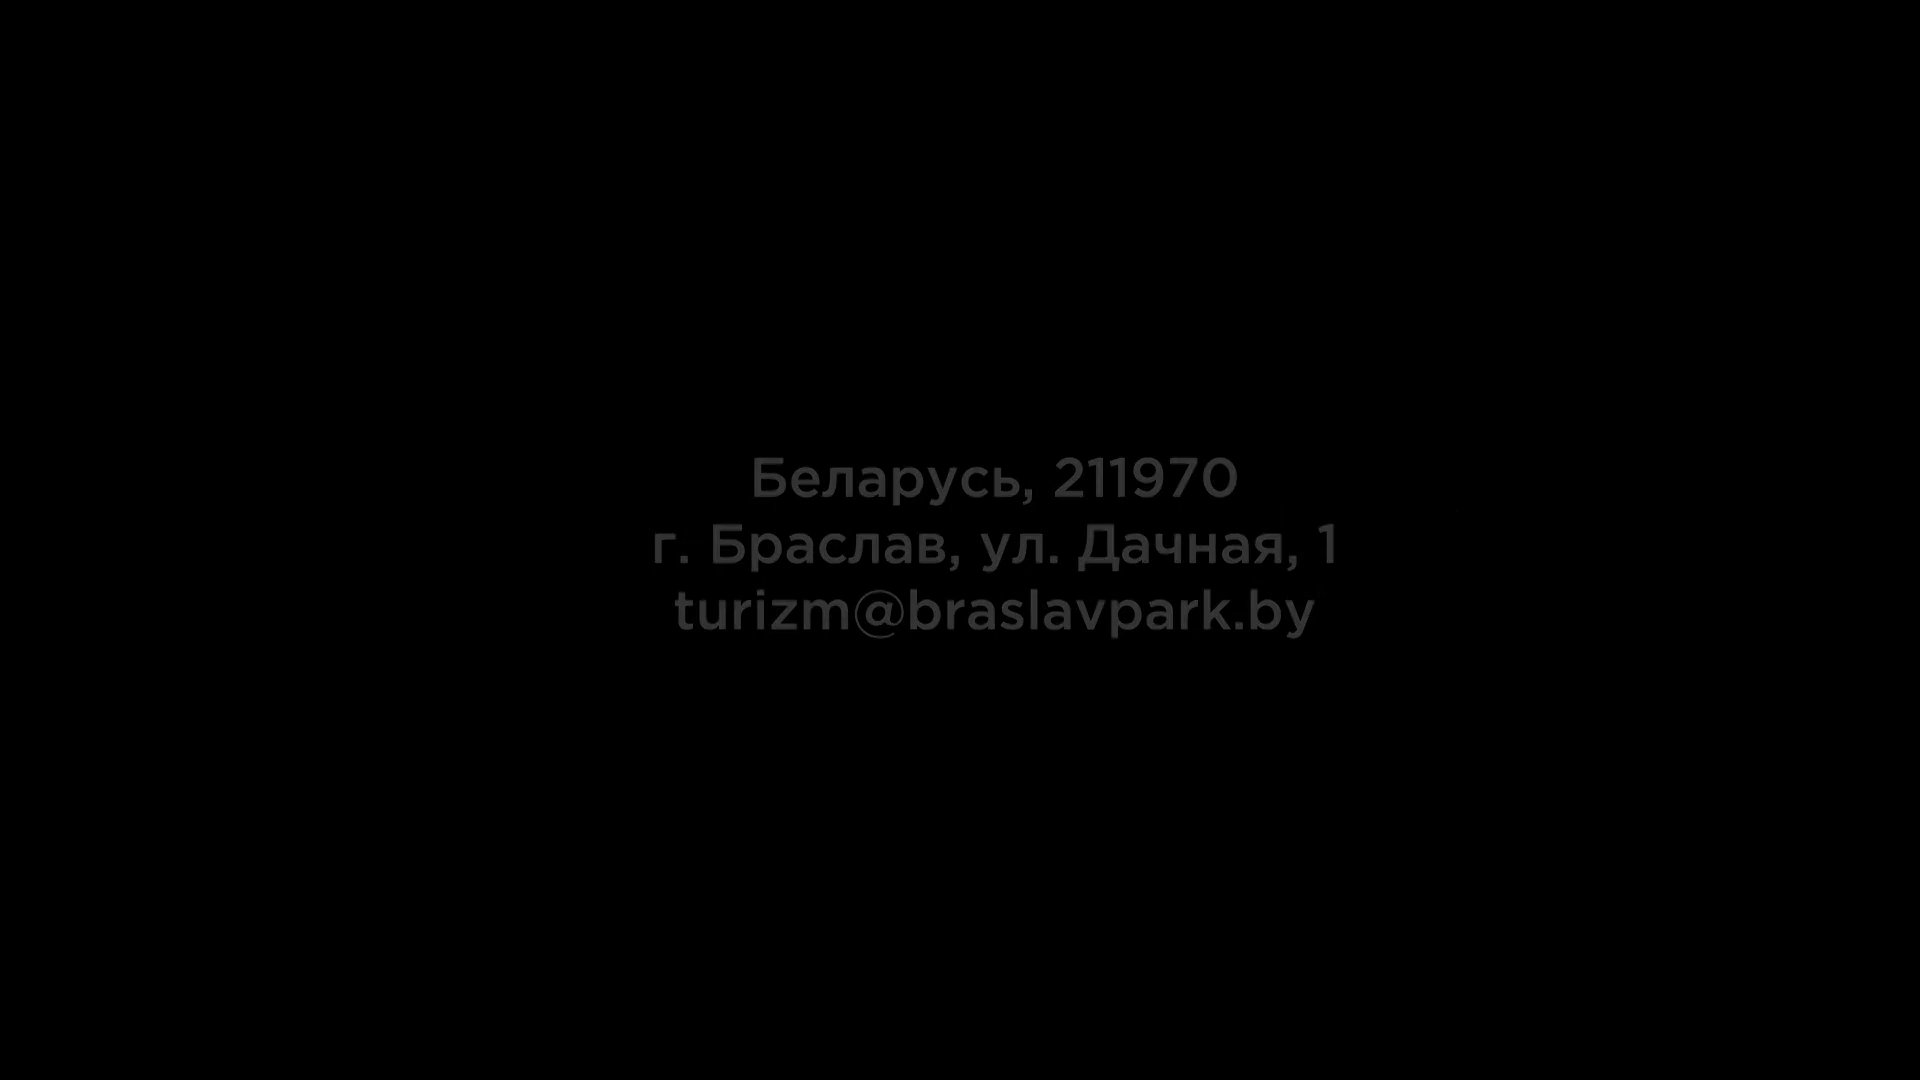 Беларусь, 211970
г. Браслав, ул. Дачная, 1
turizm@braslavpark.by